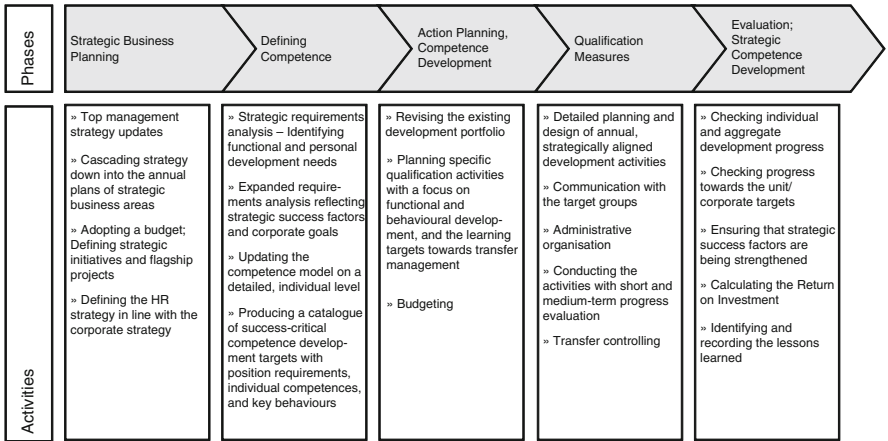 Phases
Strategic Business
Planning
Defining
Competence
Action Planning,
Competence
Development
Qualification
Measures
Evaluation;
Strategic
Competence
Development
Activities
» Top management
strategy updates
» Cascading strategy
down into the annual
plans of strategic
business areas
» Adopting a budget;
Defining strategic
initiatives and flagship
projects
» Defining the HR
strategy in line with the
corporate strategy
» Strategic requirements
analysis – Identifying
functional and personal
development needs
» Expanded require-
ments analysis reflecting
strategic success factors
and corporate goals
» Updating the
competence model on a
detailed, individual level
» Producing a catalogue
of success-critical
competence develop-
ment targets with
position requirements,
individual competences,
and key behaviours
» Revising the existing
development portfolio
» Planning specific
qualification activities
with a focus on
functional and
behavioural develop-
ment, and the learning
targets towards transfer
management
» Budgeting
» Detailed planning and
design of annual,
strategically aligned
development activities
» Communication with
the target groups
» Administrative
organisation
» Conducting the
activities with short and
medium-term progress
evaluation
» Transfer controlling
» Checking individual
and aggregate
development progress
» Checking progress
towards the unit/
corporate targets
» Ensuring that strategic
success factors are
being strengthened
» Calculating the Return
on Investment
» Identifying and
recording the lessons
learned